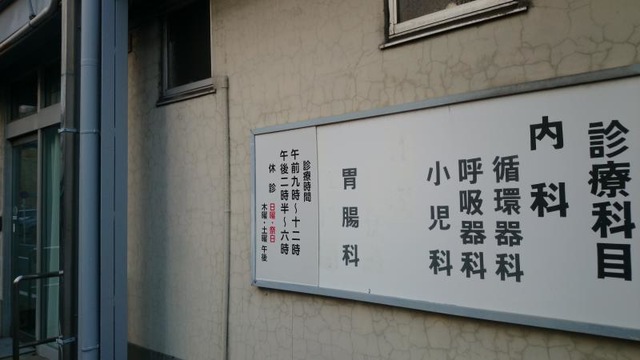 診療科目
内科
循環器科
呼吸器科
小児科
胃腸科
診療時間
午前九時～十二時
午後二時半～六時
休診 日曜・祭日
木曜・土曜午後